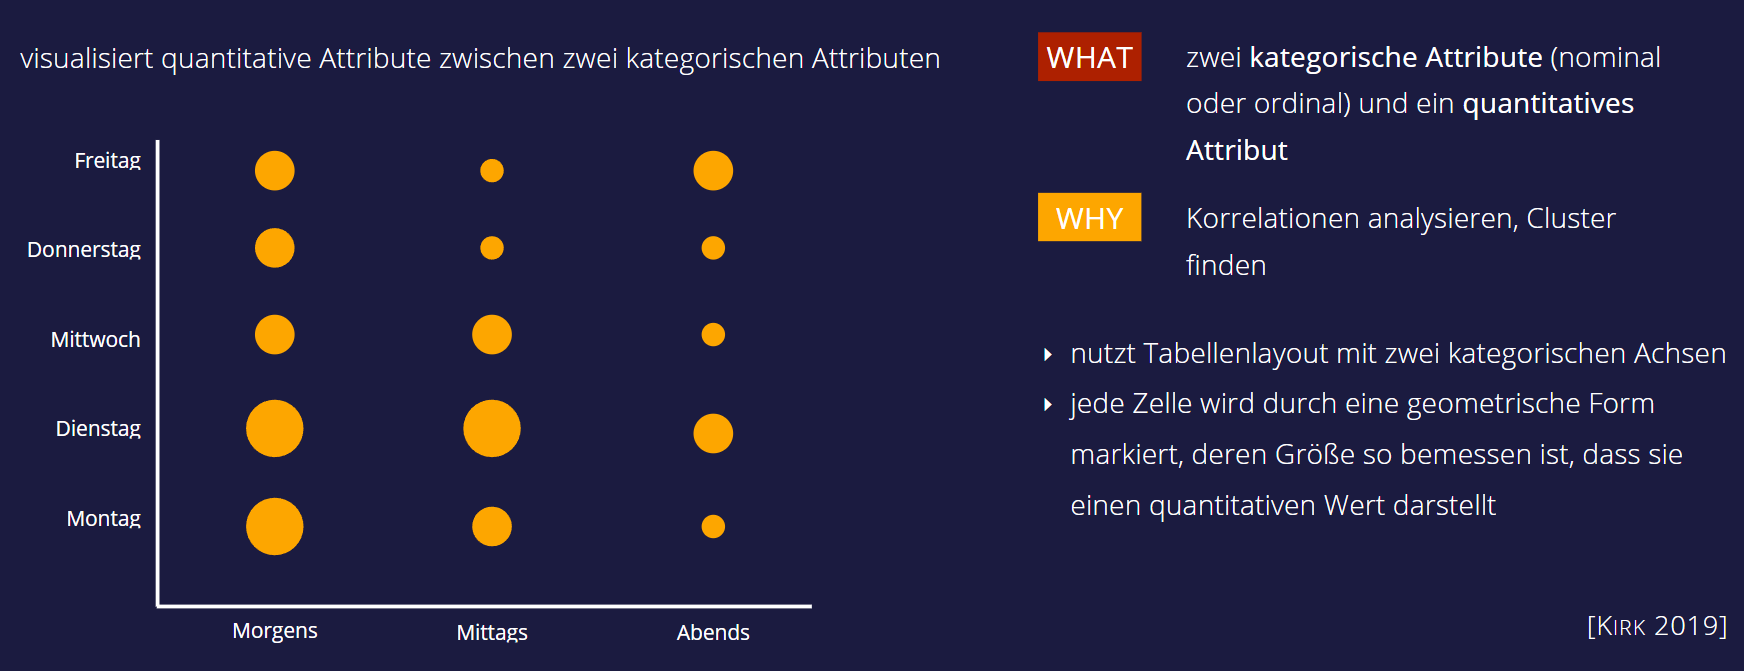 visualisiert quantitative Attribute zwischen zwei kategorischen Attributen
Freitag
Donnerstag
Mittwoch
Dienstag
Montag
Morgens
Mittags
Abends
WHAT
zwei kategorische Attribute (nominal
oder ordinal) und ein quantitatives
Attribut
WHY
Korrelationen analysieren, Cluster
finden
nutzt Tabellenlayout mit zwei kategorischen Achsen
jede Zelle wird durch eine geometrische Form
markiert, deren Größe so bemessen ist, dass sie
einen quantitativen Wert darstellt
[KIRK 2019]